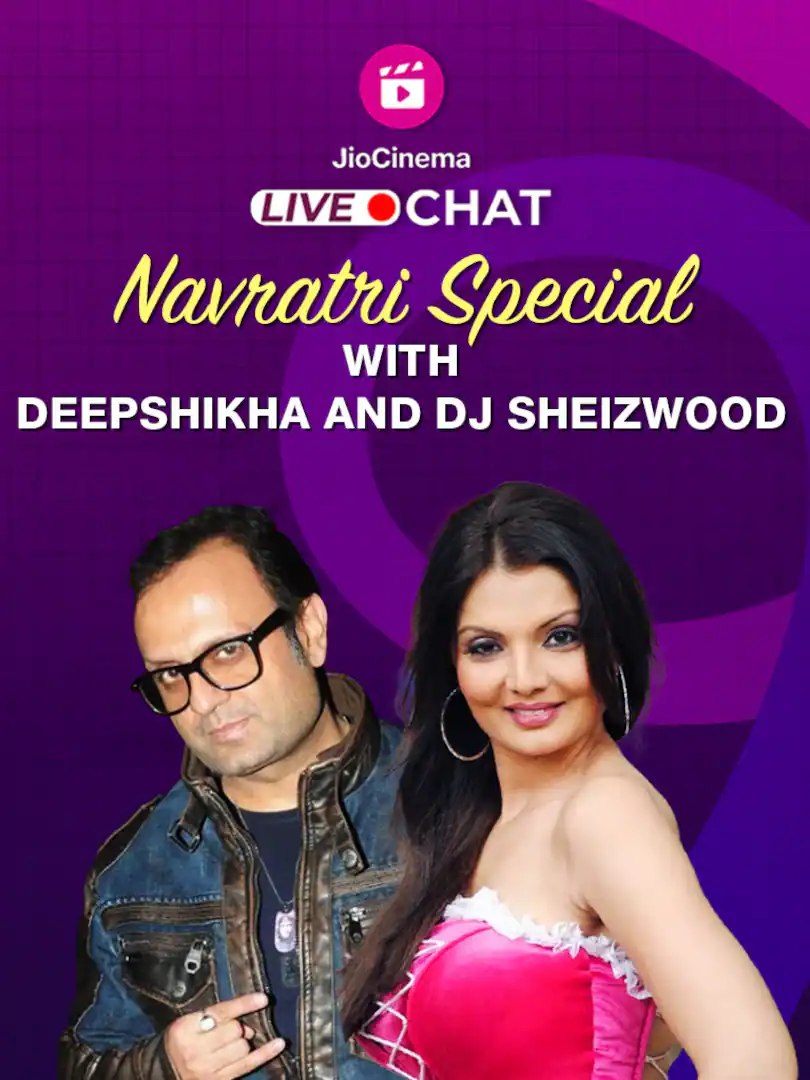 JioCinema
LIVE CHAT
Navratri Special
WITH
DEEPSHIKHA AND DJ SHEIZWOOD